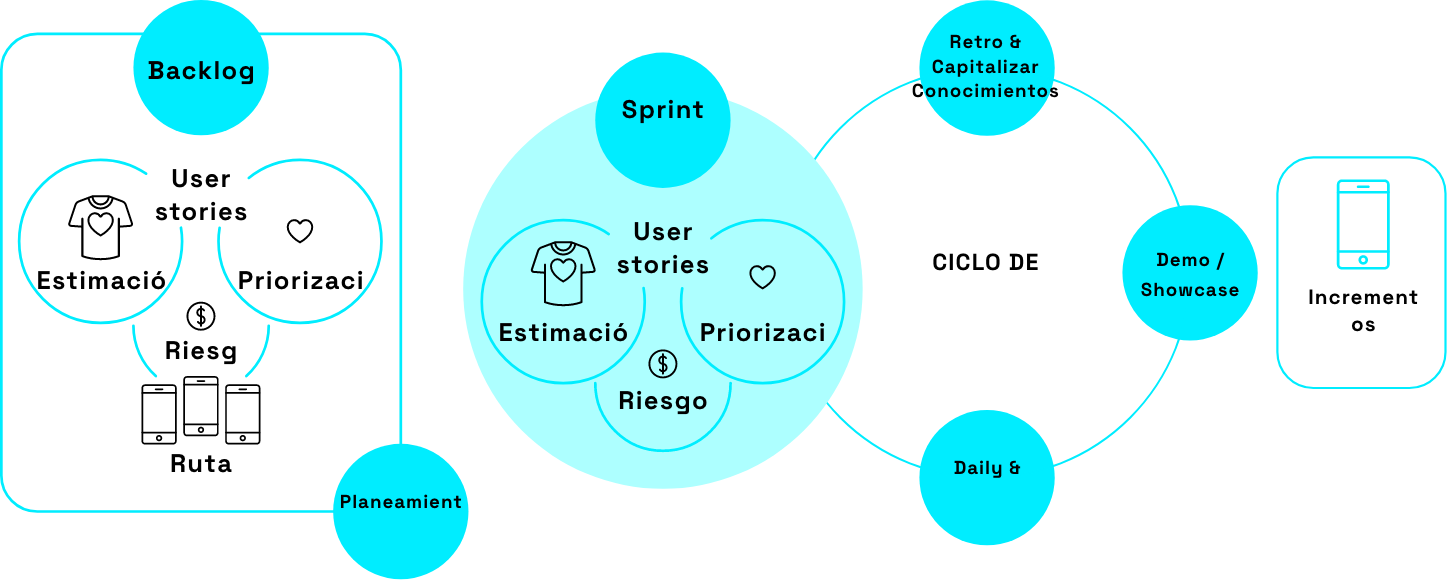 Backlog
User
stories
Estimació
Priorizaci
$
Riesg
Ruta
Planeamient
Sprint
User
stories
Estimació
Priorizaci
$
Riesgo
Retro &
Capitalizar
Conocimientos
CICLO DE
Demo /
Showcase
Daily &
Increment
os